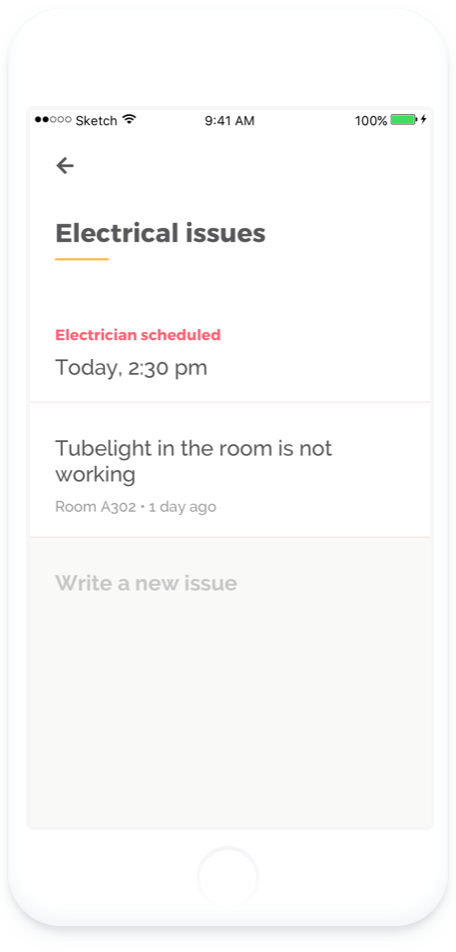 Sketch 9:41 AM 100%
Electrical issues
Electrician scheduled
Today, 2:30 pm
Tubelight in the room is not
working
Room A302 • 1 day ago
Write a new issue